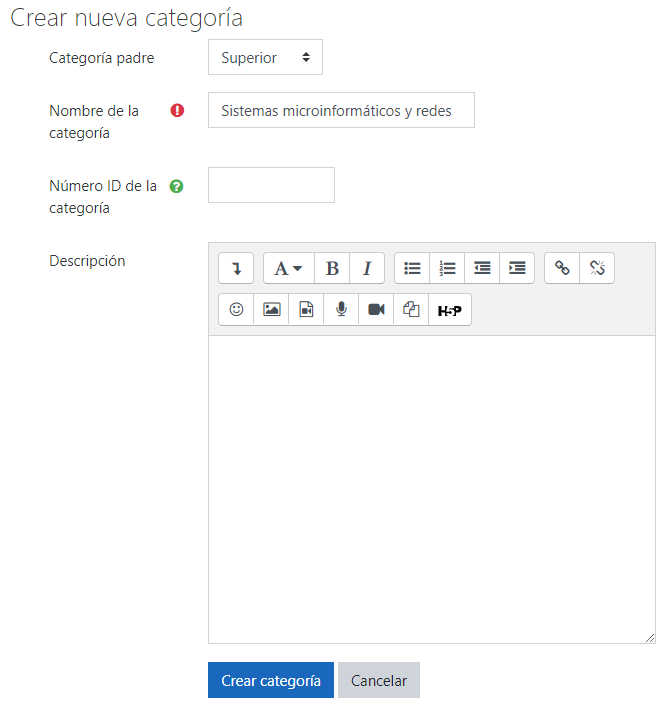 Crear nueva categoría
Categoría padre
Superior
Nombre de la
categoría
Sistemas microinformáticos y redes
Número ID de la
categoría
Descripción
A B I
H5P
Crear categoría
Cancelar